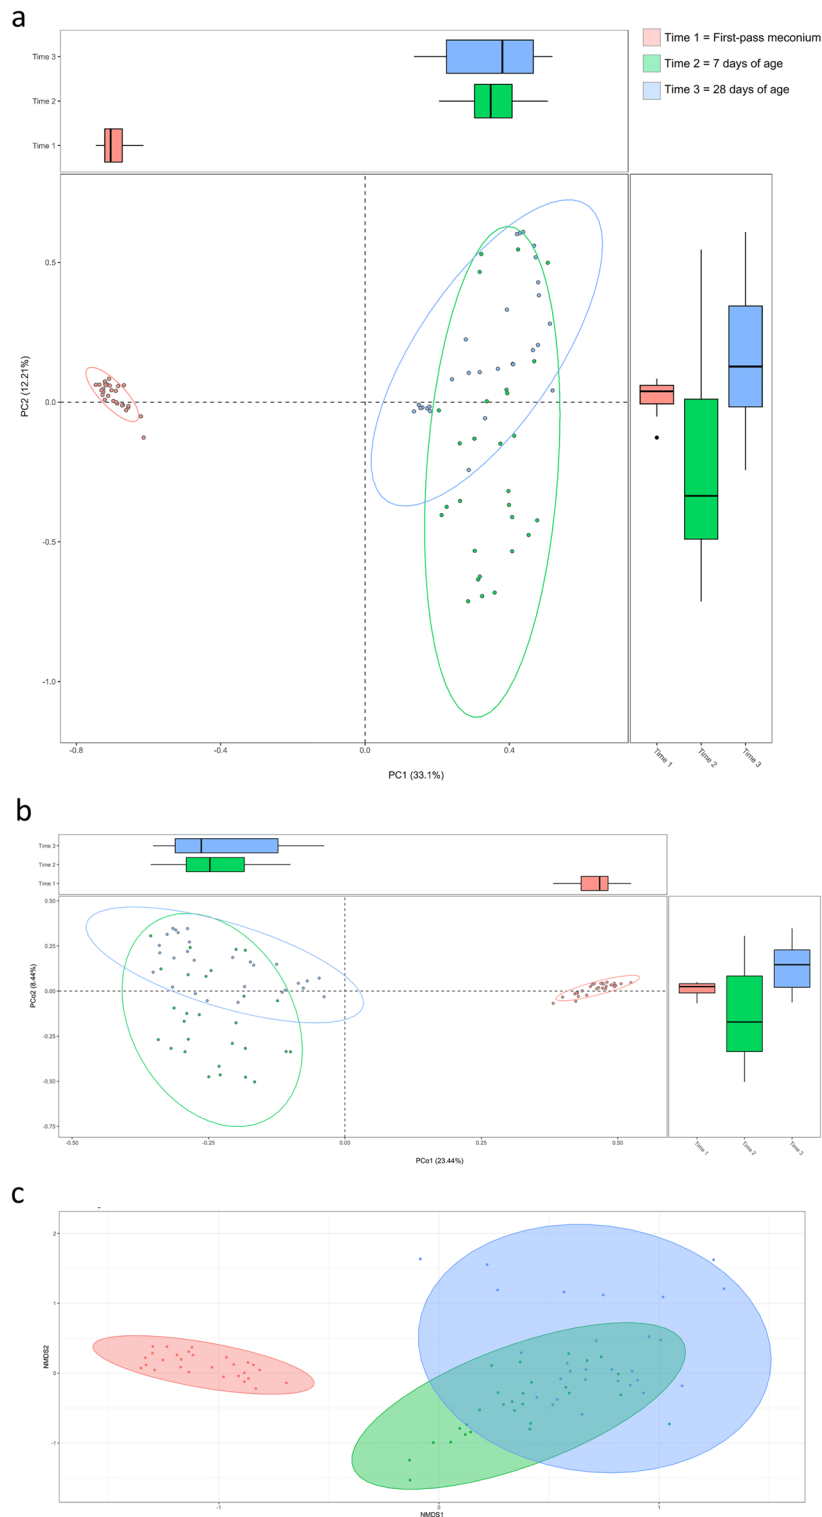 a
Time 1 = First-pass meconium
Time 2 = 7 days of age
Time 3 = 28 days of age
Time 3
Time 2
Time 1
PC2 (12.21%)
0.5
0.0
-0.5
-1.0
-0.8 -0.4 0.0 0.4
PC1 (33.1%)
Time 1 Time 2 Time 3
b
Time 3
Time 2
Time 1
PCo2 (8.44%)
0.50
0.25
0.00
-0.25
-0.50
-0.75
-0.50 -0.25 0.00 0.25 0.50
PCo1 (23.44%)
Time 1 Time 2 Time 3
c
NMDS2
2
1
0
-1
-1 0 1
NMDS1